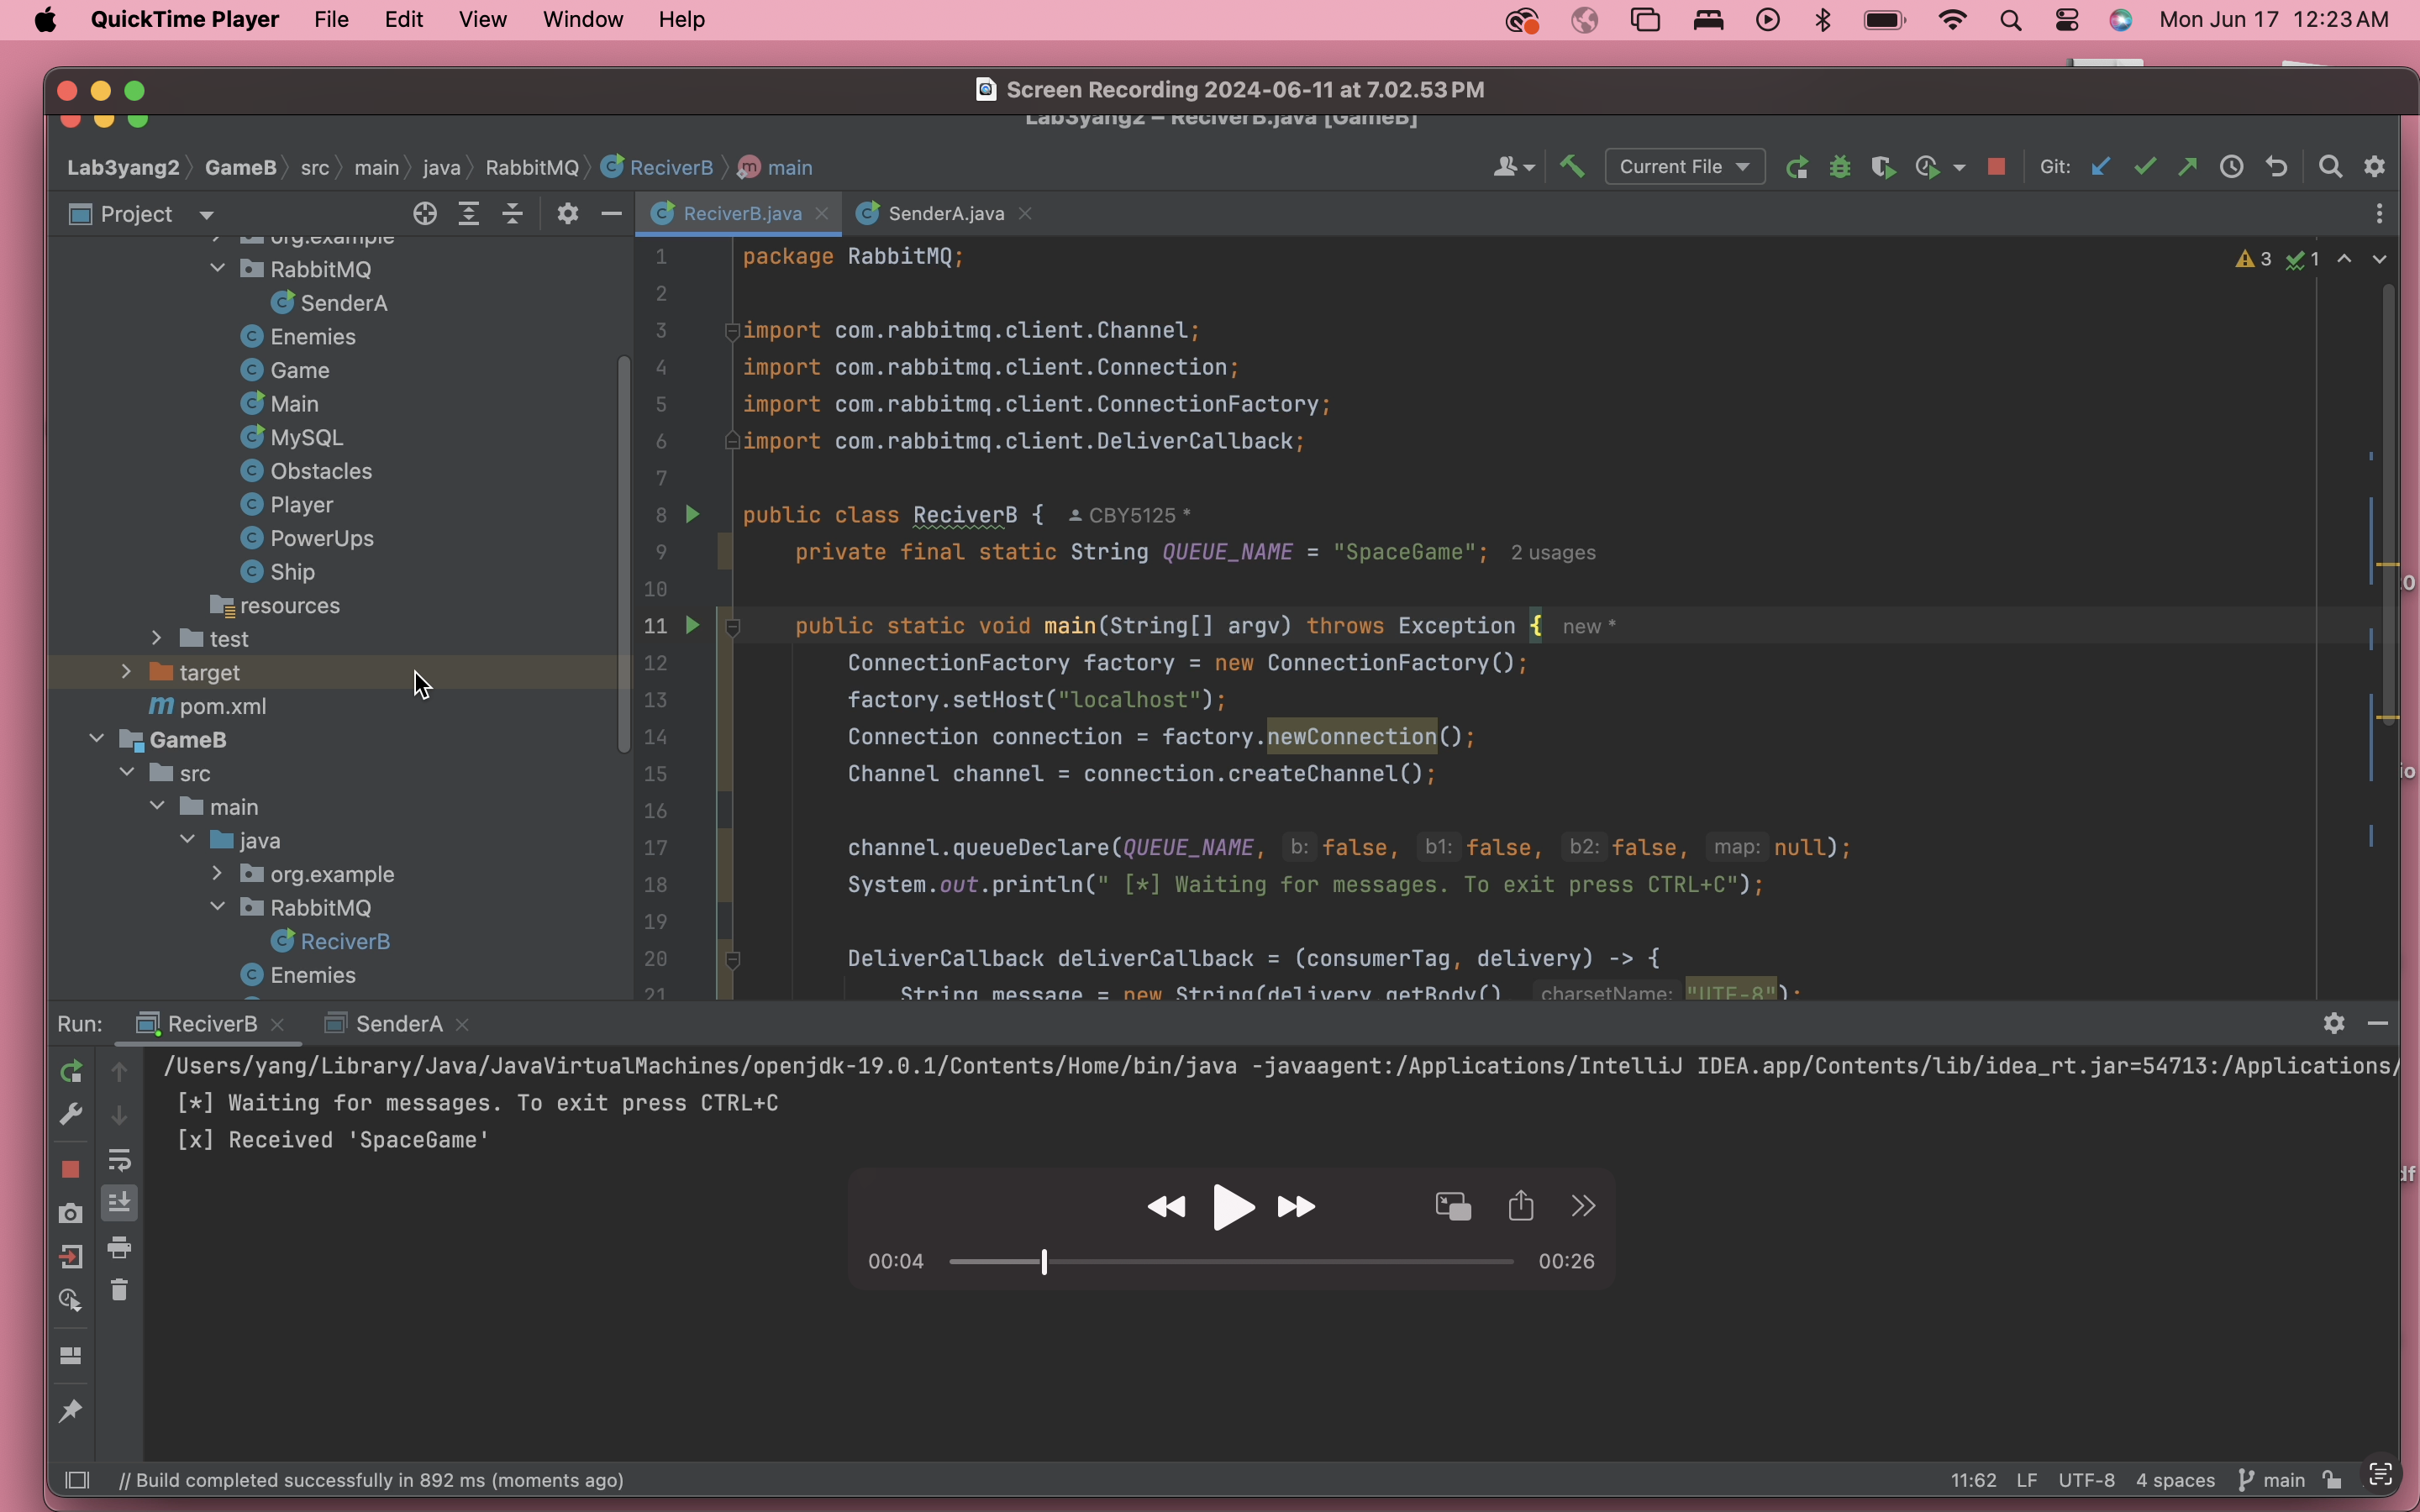 QuickTime Player File Edit View Window Help Mon Jun 17 12:23 AM
Screen Recording 2024-06-11 at 7.02.53 PM
Lab3yang2 – ReciverB.java [GameB]
Lab3yang2 GameB src main java RabbitMQ ReciverB main Current File Git:
Project
ReciverB.java SenderA.java
org.example
RabbitMQ
SenderA
Enemies
Game
Main
MySQL
Obstacles
Player
PowerUps
Ship
resources
test
target
pom.xml
GameB
src
main
java
org.example
RabbitMQ
ReciverB
Enemies
3 1
1 package RabbitMQ;
2
3 import com.rabbitmq.client.Channel;
4 import com.rabbitmq.client.Connection;
5 import com.rabbitmq.client.ConnectionFactory;
6 import com.rabbitmq.client.DeliverCallback;
7
8 public class ReciverB { CBY5125 *
9 private final static String QUEUE_NAME = "SpaceGame"; 2 usages
10
11 public static void main(String[] argv) throws Exception { new *
12 ConnectionFactory factory = new ConnectionFactory();
13 factory.setHost("localhost");
14 Connection connection = factory.newConnection();
15 Channel channel = connection.createChannel();
16
17 channel.queueDeclare(QUEUE_NAME, b: false, b1: false, b2: false, map: null);
18 System.out.println(" [*] Waiting for messages. To exit press CTRL+C");
19
20 DeliverCallback deliverCallback = (consumerTag, delivery) -> {
21 String message = new String(delivery.getBody(), charsetName: "UTF-8");
Run: ReciverB SenderA
/Users/yang/Library/Java/JavaVirtualMachines/openjdk-19.0.1/Contents/Home/bin/java -javaagent:/Applications/IntelliJ IDEA.app/Contents/lib/idea_rt.jar=54713:/Applications/
[*] Waiting for messages. To exit press CTRL+C
[x] Received 'SpaceGame'
00:04 00:26
// Build completed successfully in 892 ms (moments ago)
11:62 LF UTF-8 4 spaces main